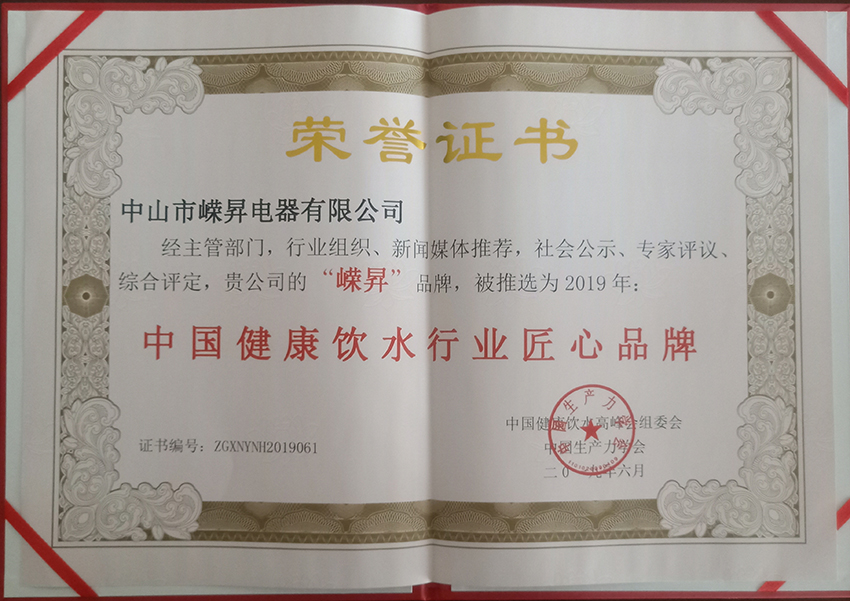 荣誉证书
中山市嵘昇电器有限公司
经主管部门，行业组织、新闻媒体推荐，社会公示、专家评议、
综合评定，贵公司的“嵘昇”品牌，被推选为2019年：
中国健康饮水行业匠心品牌
中国健康饮水高峰会组委会
证书编号：ZGXNYNH2019061
中国生产力学会
二0一九年六月